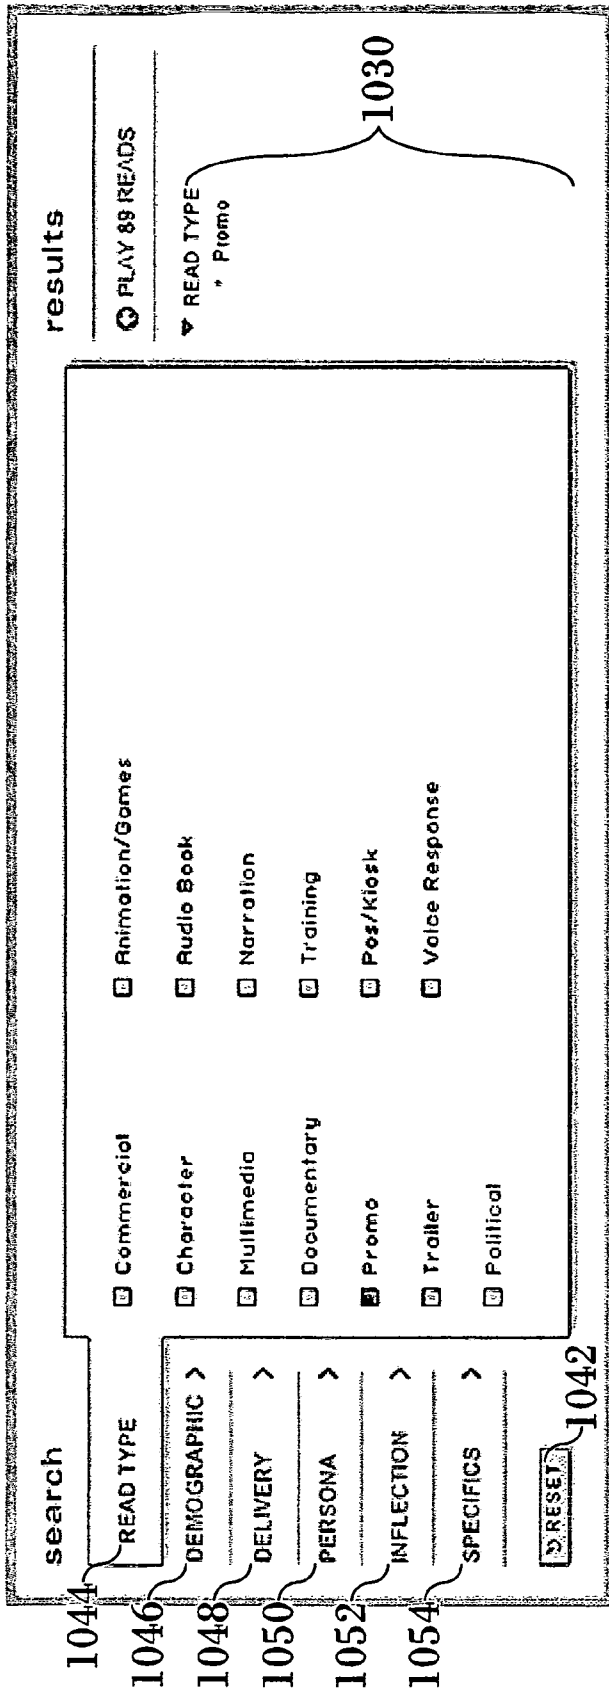 search
results
1044
READ TYPE
1046
DEMOGRAPHIC >
1048
DELIVERY >
1050
PERSONA >
1052
INFLECTION >
1054
SPECIFICS >
RESET
1042
Commercial
Character
Multimedia
Documentary
Promo
Trailer
Political
Animation/Games
Audio Book
Narration
Training
Pos/Kiosk
Voice Response
PLAY 89 READS
READ TYPE
Promo
1030